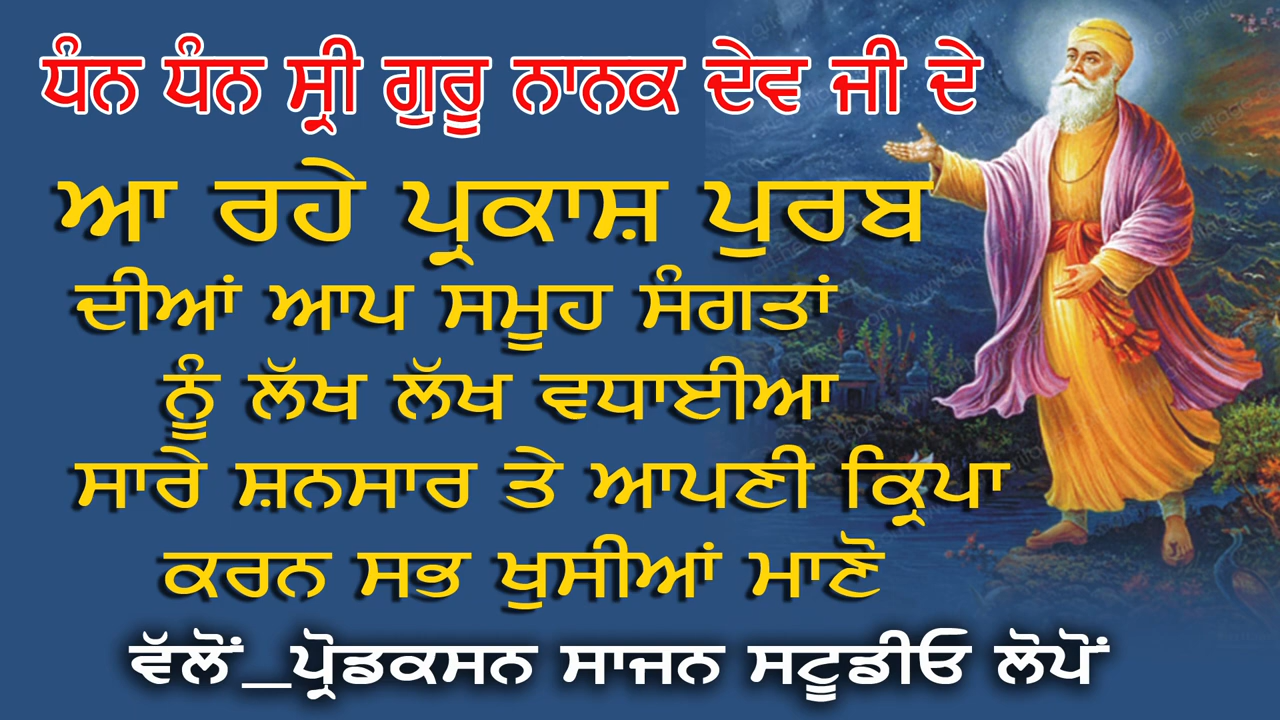 ਧੰਨ ਧੰਨ ਸ੍ਰੀ ਗੁਰੂ ਨਾਨਕ ਦੇਵ ਜੀ ਦੇ
ਆ ਰਹੇ ਪ੍ਰਕਾਸ਼ ਪੁਰਬ
ਦੀਆਂ ਆਪ ਸਮੂਹ ਸੰਗਤਾਂ
ਨੂੰ ਲੱਖ ਲੱਖ ਵਧਾਈਆ
ਸਾਰੇ ਸ਼ਨਸਾਰ ਤੇ ਆਪਣੀ ਕ੍ਰਿਪਾ
ਕਰਨ ਸਭ ਖੁਸੀਆਂ ਮਾਣੋ
ਵੱਲੋਂ_ਪ੍ਰੋਡਕਸਨ ਸਾਜਨ ਸਟੂਡੀਓ ਲੋਪੋਂ